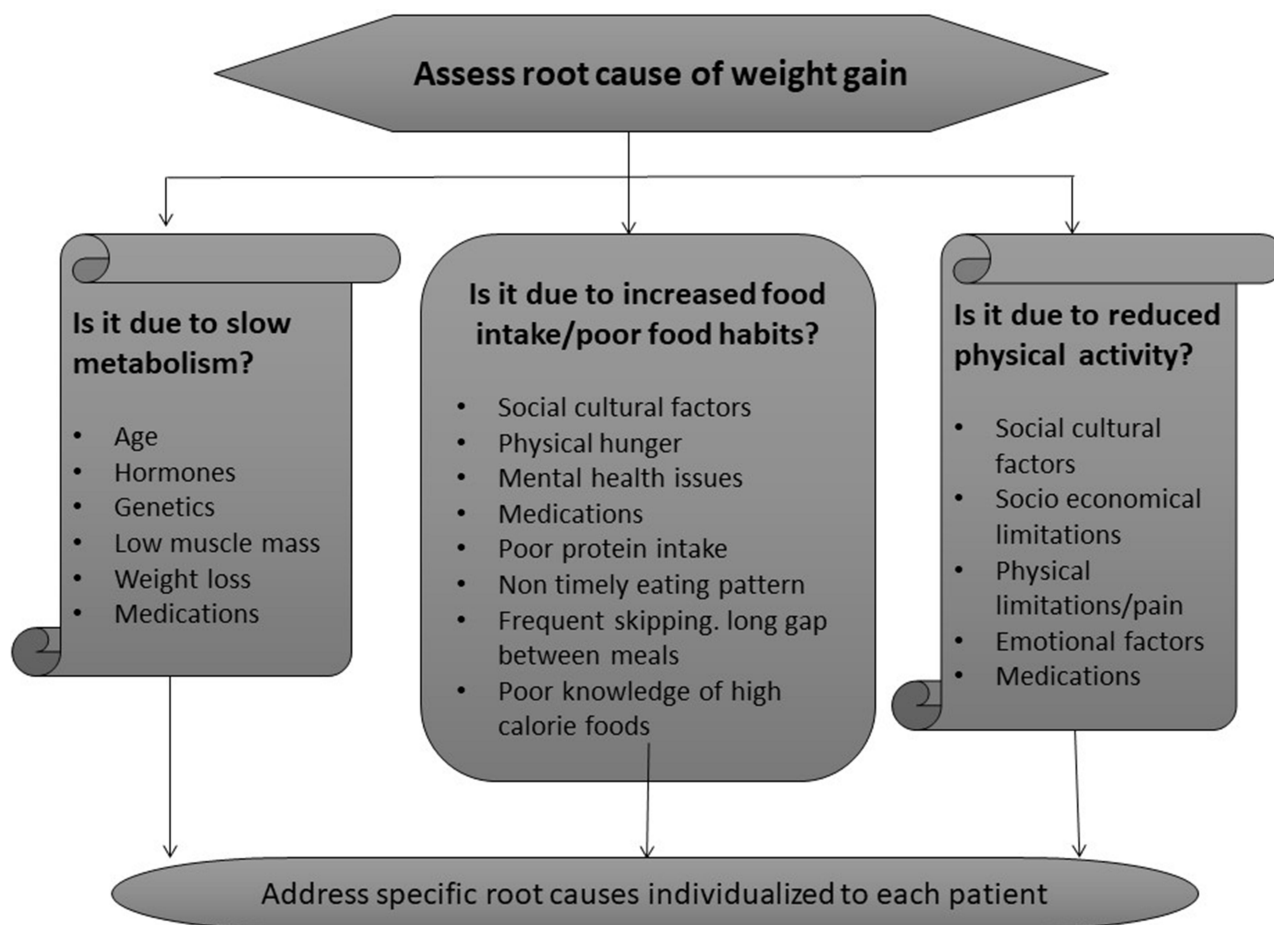 Assess root cause of weight gain
Is it due to slow
metabolism?
• Age
• Hormones
• Genetics
• Low muscle mass
• Weight loss
• Medications
Is it due to increased food
intake/poor food habits?
• Social cultural factors
• Physical hunger
• Mental health issues
• Medications
• Poor protein intake
• Non timely eating pattern
• Frequent skipping. long gap
between meals
• Poor knowledge of high
calorie foods
Is it due to reduced
physical activity?
• Social cultural
factors
• Socio economical
limitations
• Physical
limitations/pain
• Emotional factors
• Medications
Address specific root causes individualized to each patient